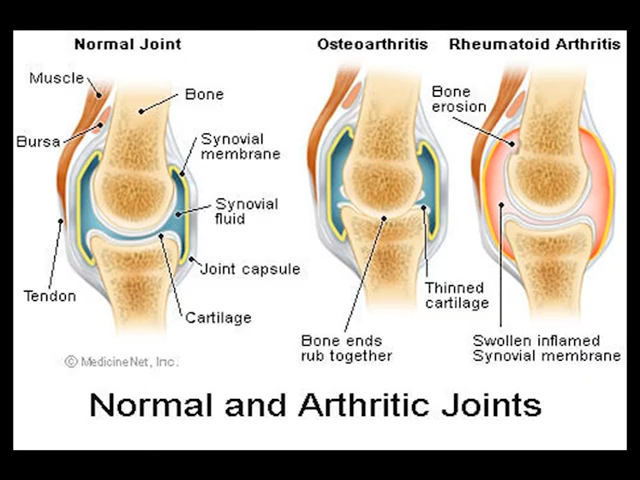 Normal Joint
Osteoarthritis
Rheumatoid Arthritis
Muscle
Bone
Bursa
Synovial
membrane
Synovial
fluid
Joint capsule
Tendon
Cartilage
Bone
erosion
Thinned
cartilage
Bone ends
rub together
Swollen inflamed
Synovial membrane
© MedicineNet, Inc.
Normal and Arthritic Joints